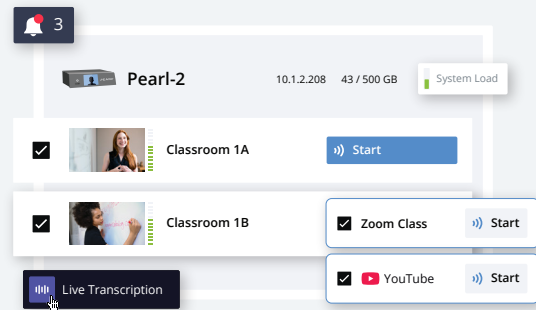 3
Pearl-2 10.1.2.208 43 / 500 GB System Load
Classroom 1A Start
Classroom 1B
Zoom Class Start
YouTube Start
Live Transcription